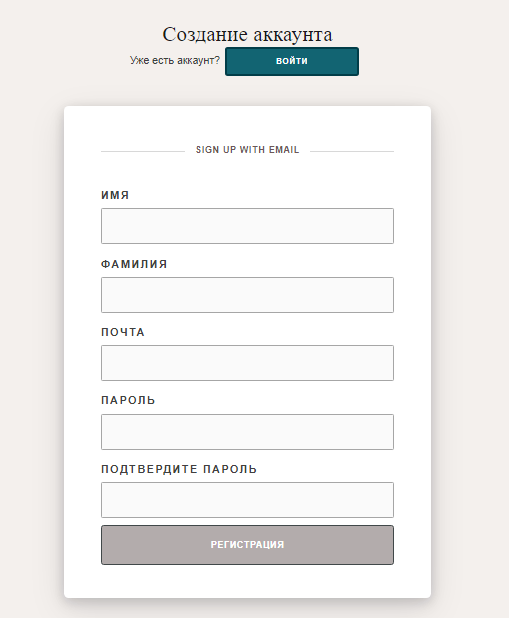 Создание аккаунта
Уже есть аккаунт? ВОЙТИ
SIGN UP WITH EMAIL
ИМЯ
ФАМИЛИЯ
ПОЧТА
ПАРОЛЬ
ПОДТВЕРДИТЕ ПАРОЛЬ
РЕГИСТРАЦИЯ